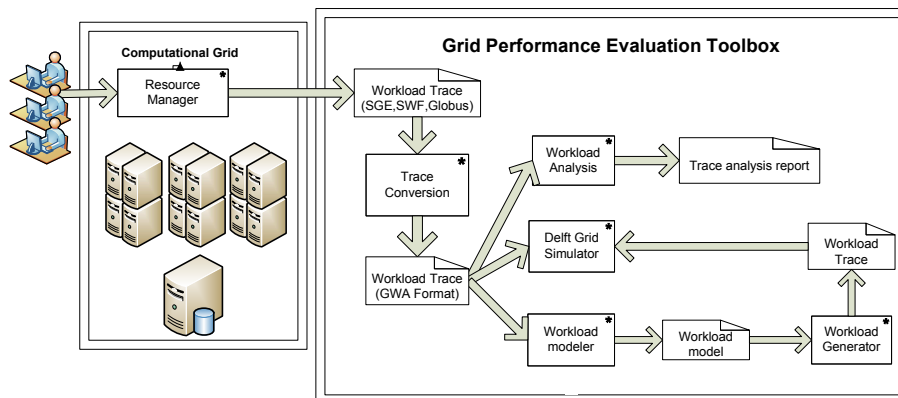 Grid Performance Evaluation Toolbox
Computational Grid
*
Resource
Manager
Workload Trace
(SGE,SWF,Globus)
*
Trace
Conversion
Workload Trace
(GWA Format)
*
Workload
Analysis
Trace analysis report
*
Delft Grid
Simulator
Workload
Trace
*
Workload
modeler
Workload
model
*
Workload
Generator